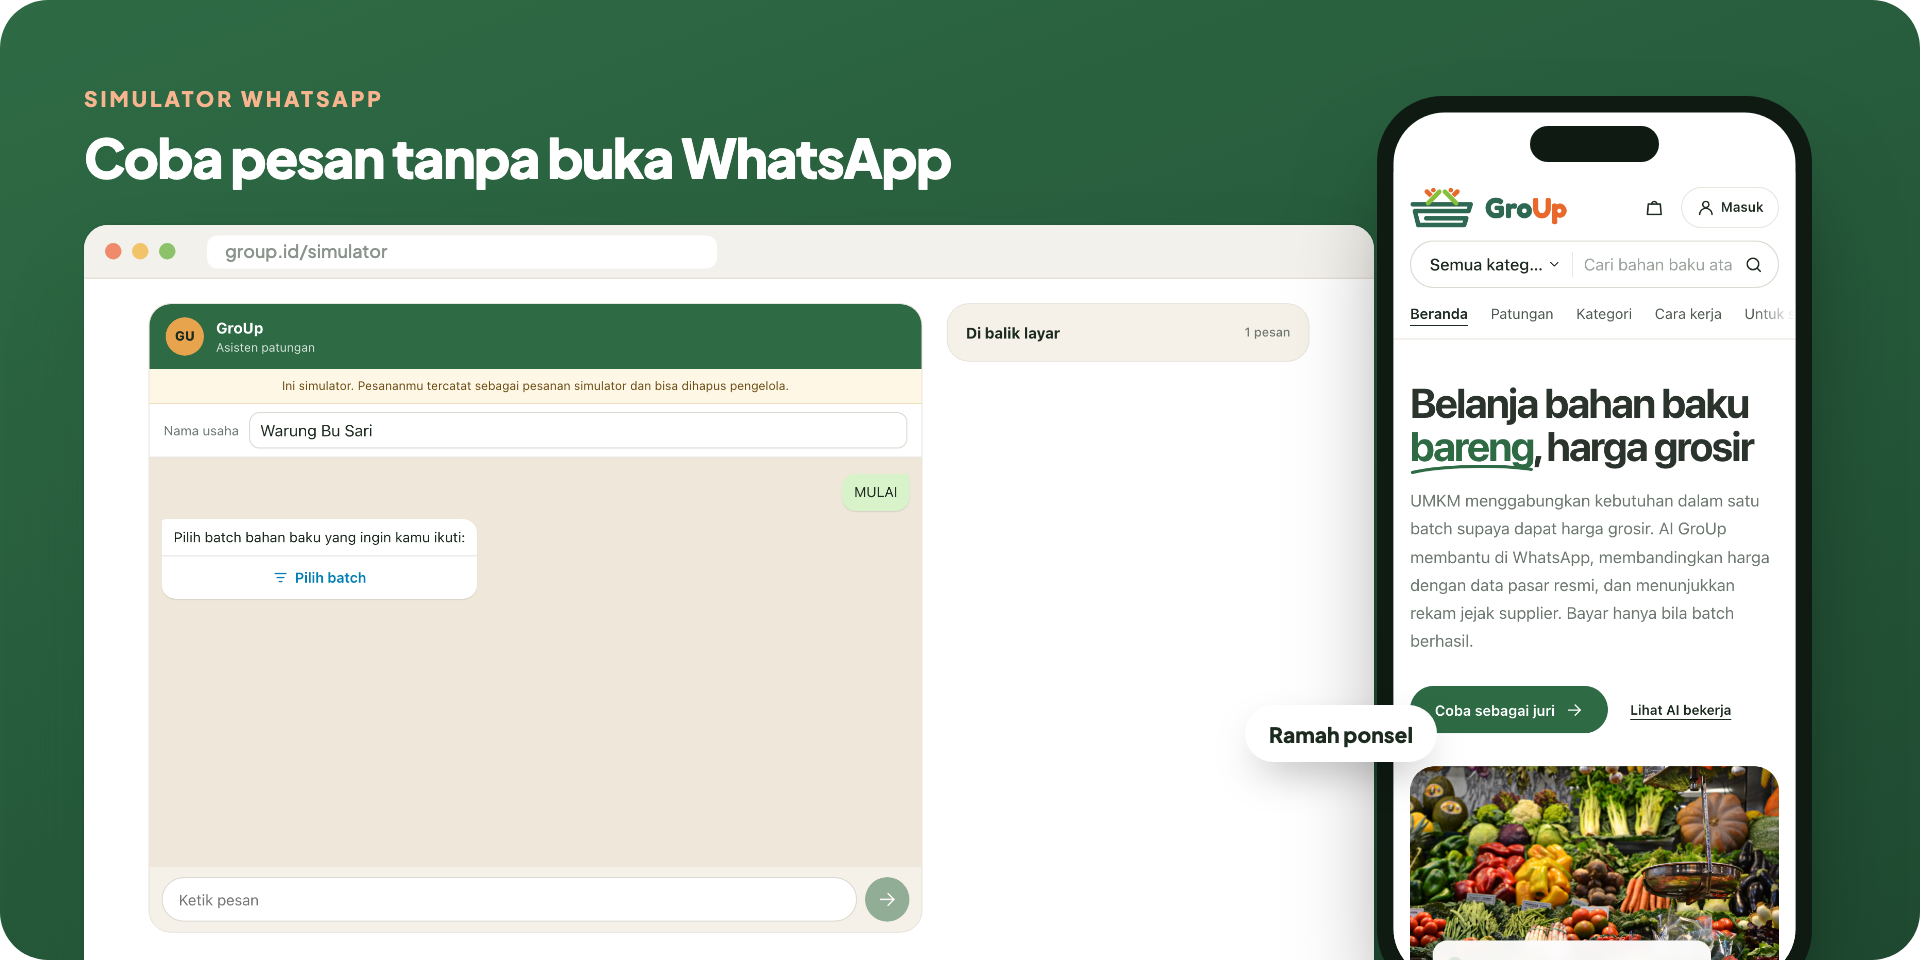 SIMULATOR WHATSAPP
Coba pesan tanpa buka WhatsApp
group.id/simulator
GU
GroUp
Asisten patungan
Ini simulator. Pesananmu tercatat sebagai pesanan simulator dan bisa dihapus pengelola.
Nama usaha
Warung Bu Sari
MULAI
Pilih batch bahan baku yang ingin kamu ikuti:
Pilih batch
Ketik pesan
Di balik layar
1 pesan
Ramah ponsel
GroUp
Masuk
Semua kateg...
Cari bahan baku ata
Beranda
Patungan
Kategori
Cara kerja
Untuk s
Belanja bahan baku
bareng, harga grosir
UMKM menggabungkan kebutuhan dalam satu
batch supaya dapat harga grosir. AI GroUp
membantu di WhatsApp, membandingkan harga
dengan data pasar resmi, dan menunjukkan
rekam jejak supplier. Bayar hanya bila batch
berhasil.
Coba sebagai juri
Lihat AI bekerja